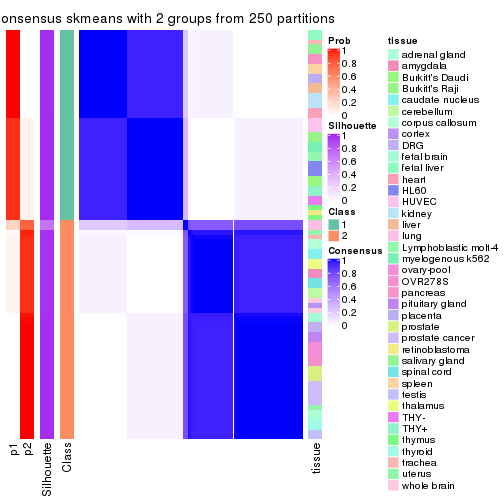 onsensus skmeans with 2 groups from 250 partitions
Prob
1
0.8
0.6
0.4
0.2
0
Silhouette
1
0.8
0.6
0.4
0.2
0
Class
1
2
Consensus
1
0.8
0.6
0.4
0.2
0
tissue
adrenal gland
amygdala
Burkitt's Daudi
Burkitt's Raji
caudate nucleus
cerebellum
corpus callosum
cortex
DRG
fetal brain
fetal liver
heart
HL60
HUVEC
kidney
liver
lung
Lymphoblastic molt-4
myelogenous k562
ovary-pool
OVR278S
pancreas
pituitary gland
placenta
prostate
prostate cancer
retinoblastoma
salivary gland
spinal cord
spleen
testis
thalamus
THY-
THY+
thymus
thyroid
trachea
uterus
whole brain
p1
p2
Silhouette
Class
tissue